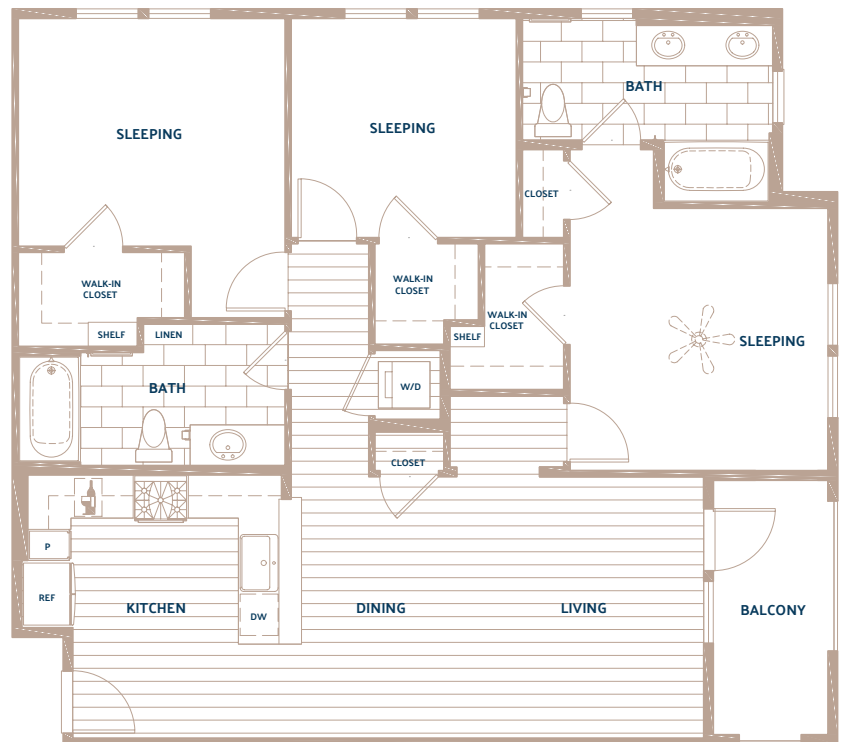 BATH
SLEEPING
SLEEPING
CLOSET
WALK-IN
CLOSET
WALK-IN
CLOSET
WALK-IN
CLOSET
SHELF
LINEN
SHELF
SLEEPING
BATH
W/D
CLOSET
P
REF
KITCHEN
DW
DINING
LIVING
BALCONY